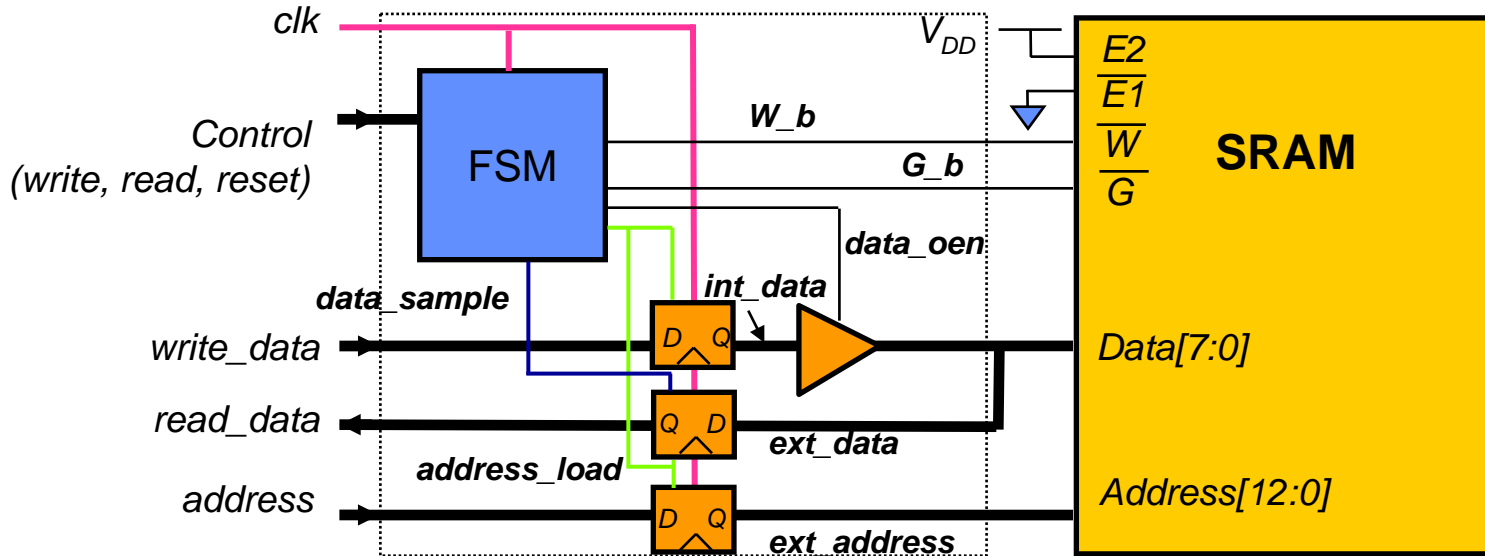 clk
Control
(write, read, reset)
FSM
W_b
G_b
data_oen
data_sample
int_data
write_data
D Q
read_data
Q D
ext_data
address_load
address
D Q
ext_address
VDD
E2
E1
W
G
SRAM
Data[7:0]
Address[12:0]